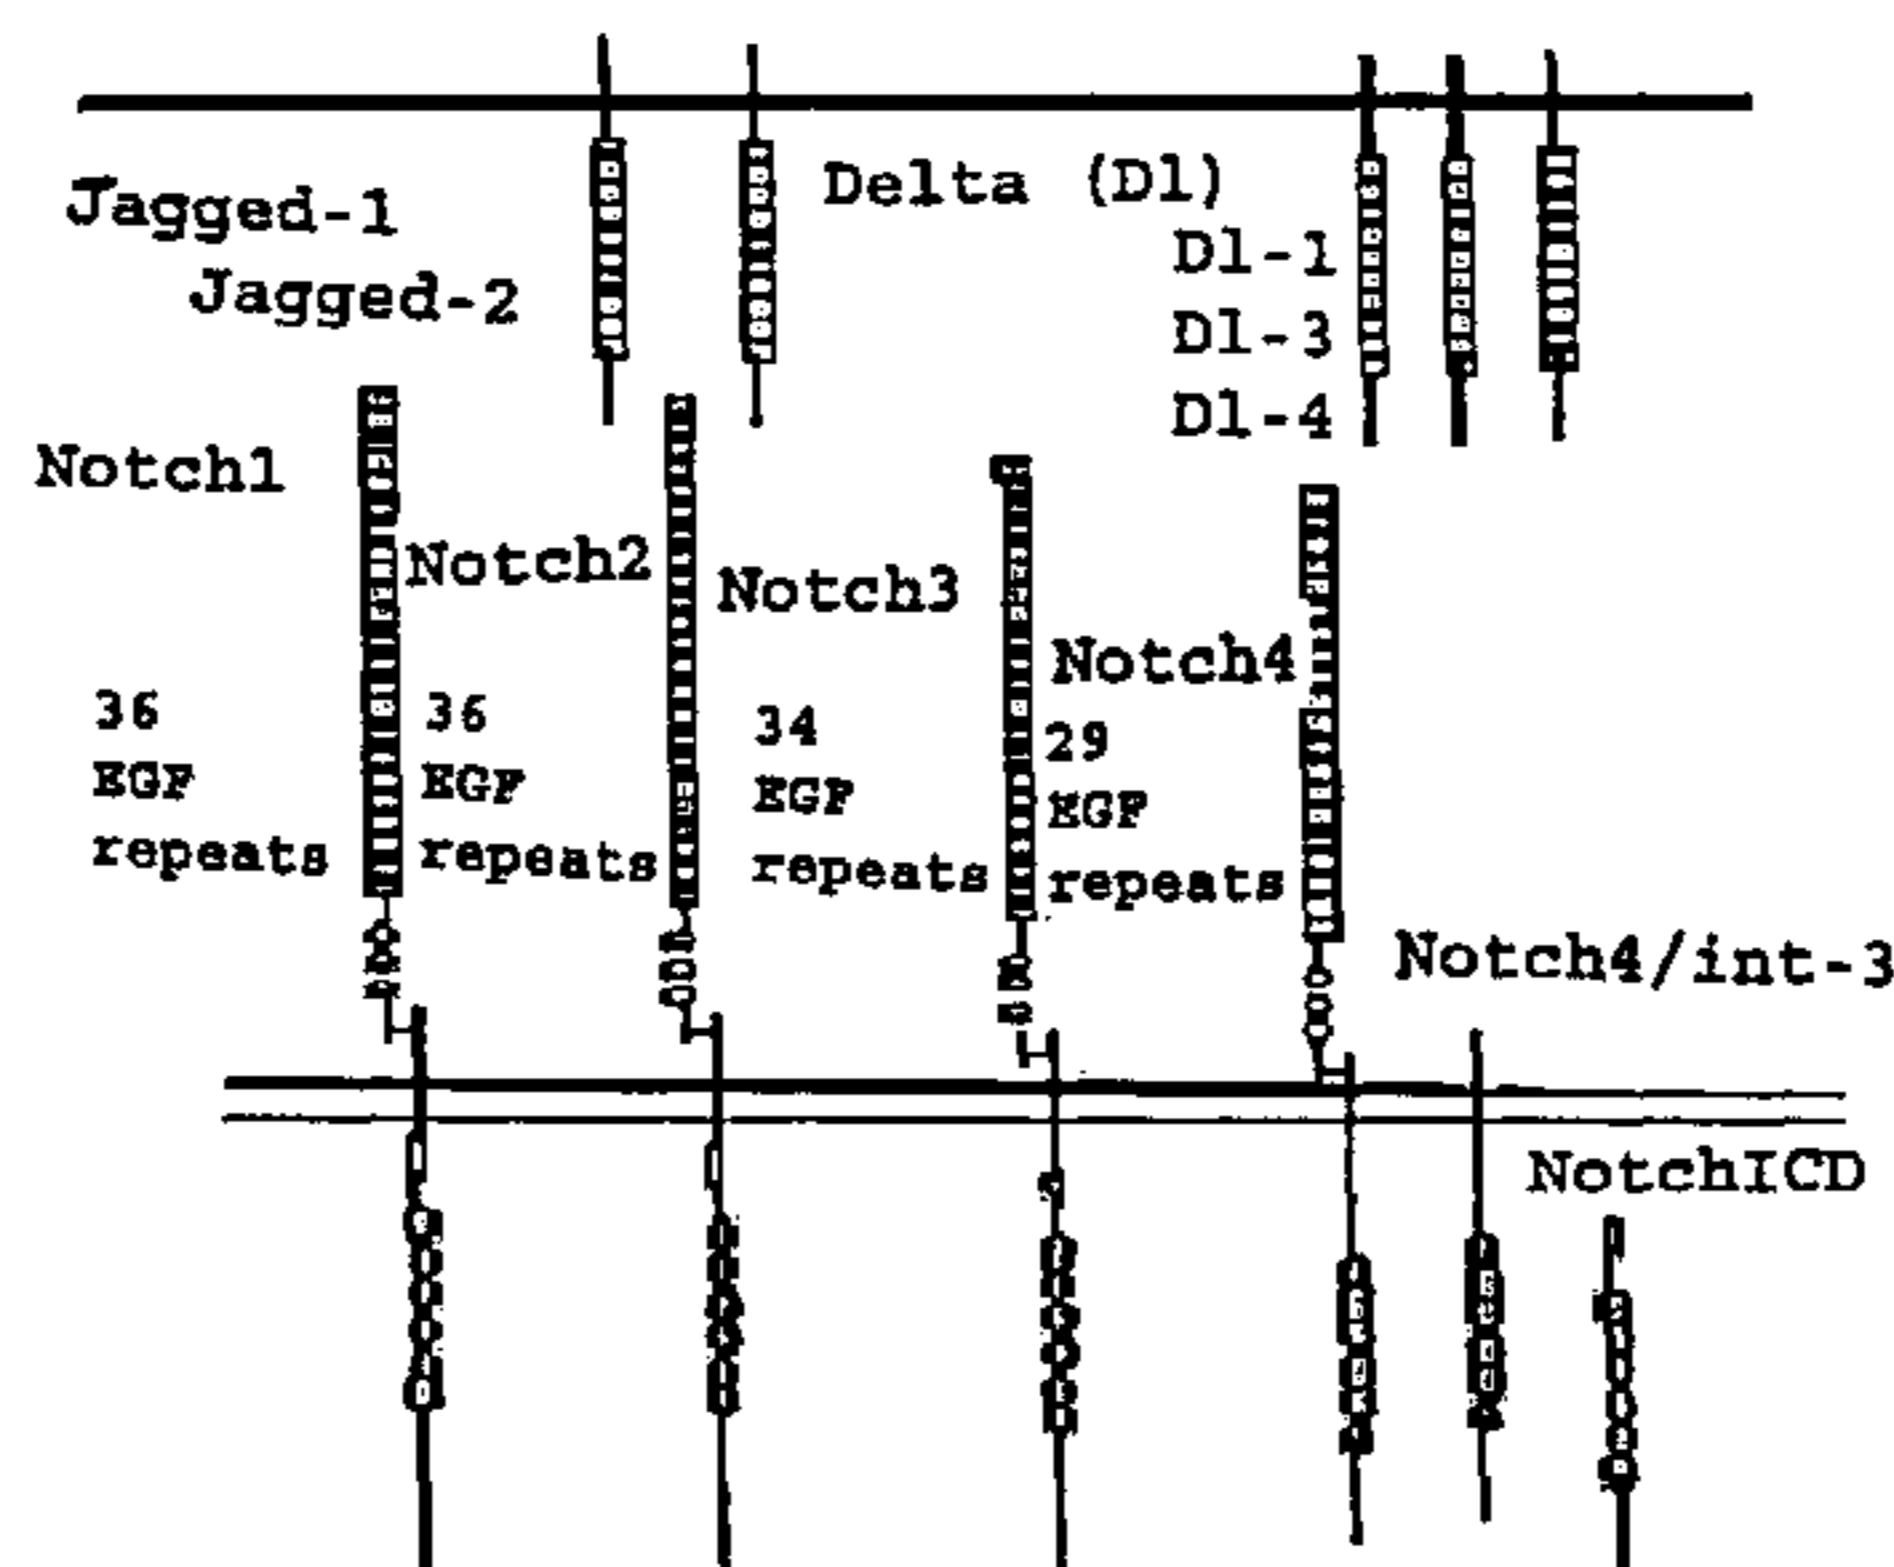 Jagged-1
Jagged-2
Delta (Dl)
Dl-1
Dl-3
Dl-4
Notch1
Notch2
Notch3
Notch4
36
EGF
repeats
36
EGF
repeats
34
EGF
repeats
29
EGF
repeats
Notch4/int-3
NotchICD